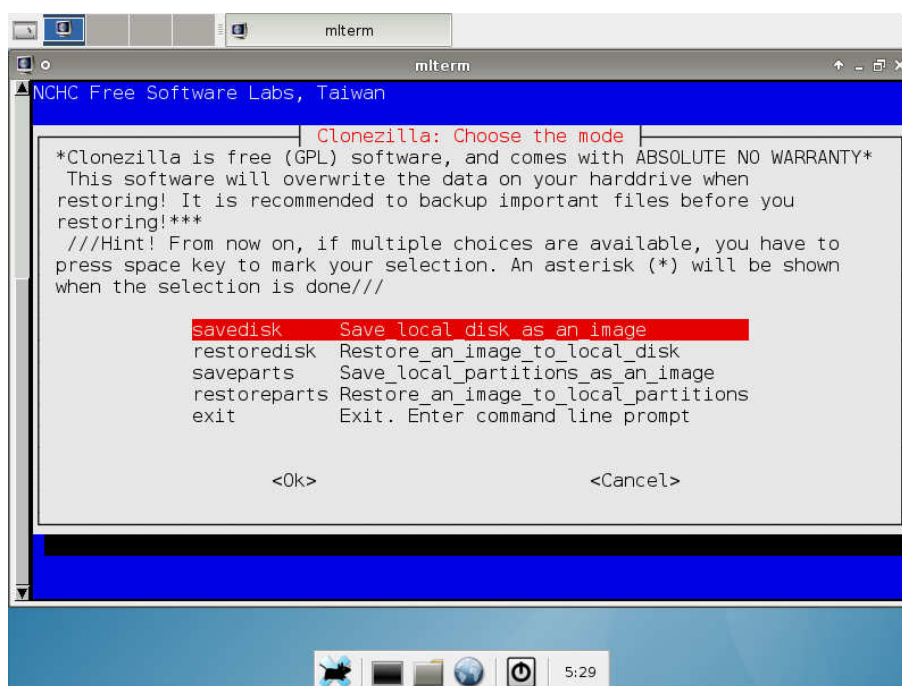 mlterm
mlterm
NCHC Free Software Labs, Taiwan
Clonezilla: Choose the mode
*Clonezilla is free (GPL) software, and comes with ABSOLUTE NO WARRANTY*
This software will overwrite the data on your harddrive when
restoring! It is recommended to backup important files before you
restoring!***
///Hint! From now on, if multiple choices are available, you have to
press space key to mark your selection. An asterisk (*) will be shown
when the selection is done///
savedisk Save_local_disk_as_an_image
restoredisk Restore_an_image_to_local_disk
saveparts Save_local_partitions_as_an_image
restoreparts Restore_an_image_to_local_partitions
exit Exit. Enter command line prompt
<Ok> <Cancel>
5:29